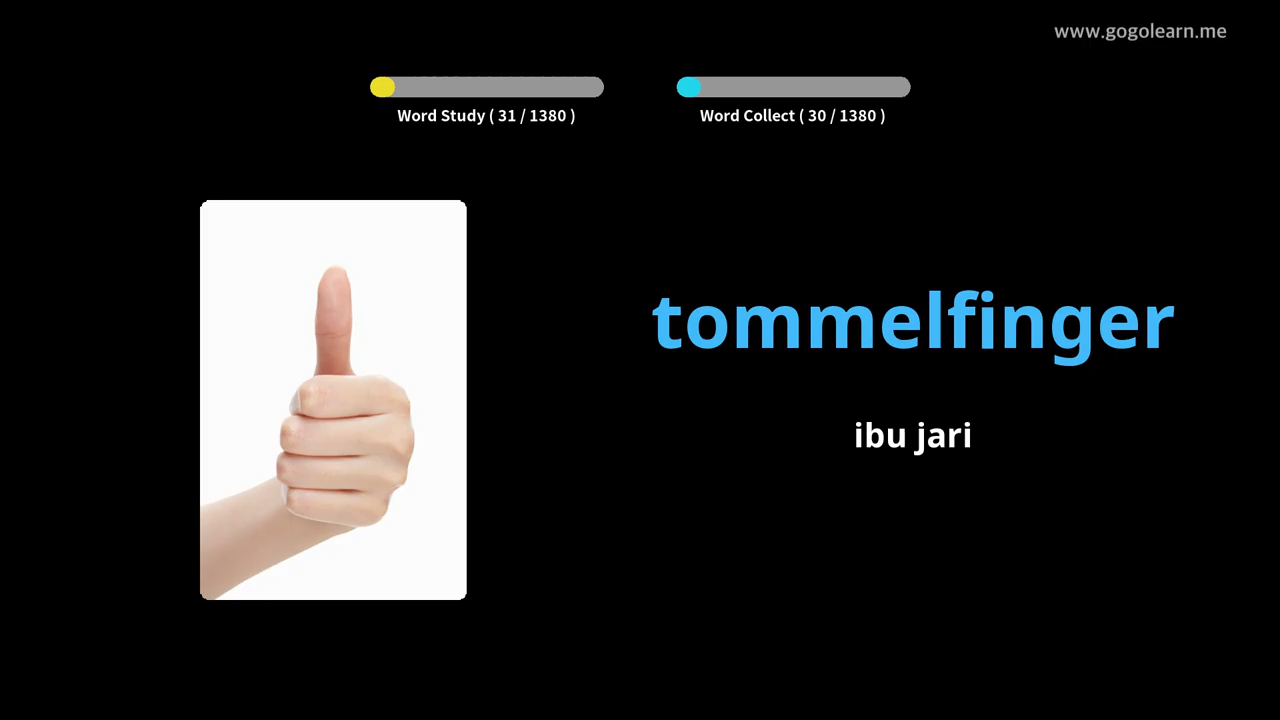 www.gogolearn.me
Word Study ( 31 / 1380 )
Word Collect ( 30 / 1380 )
tommelfinger
ibu jari